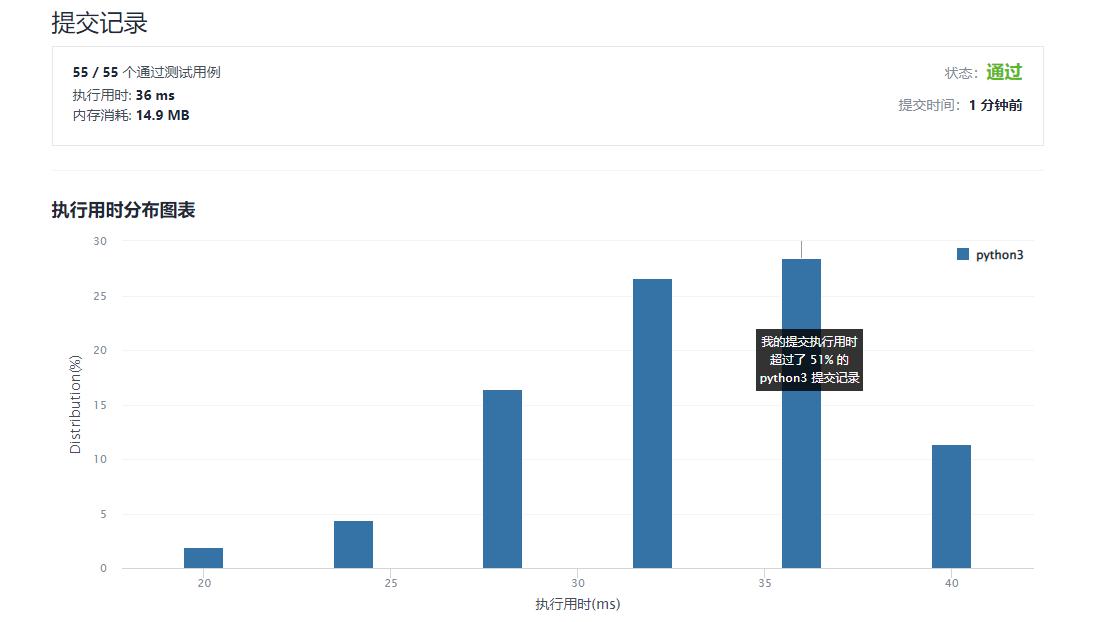 提交记录
55 / 55 个通过测试用例
状态：通过
执行用时: 36 ms
提交时间：1 分钟前
内存消耗: 14.9 MB
执行用时分布图表
python3
30
25
20
15
10
5
0
Distribution(%)
我的提交执行用时
超过了 51% 的
python3 提交记录
20
25
30
35
40
执行用时(ms)